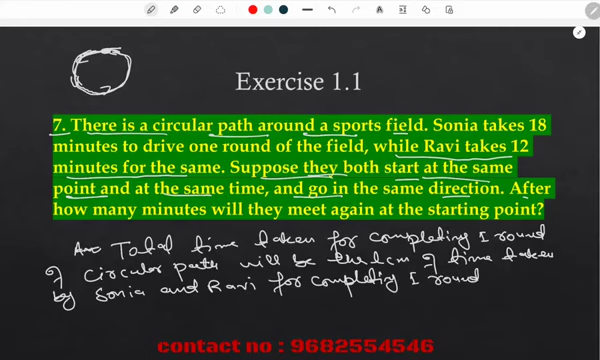 Exercise 1.1
7. There is a circular path around a sports field. Sonia takes 18
minutes to drive one round of the field, while Ravi takes 12
minutes for the same. Suppose they both start at the same
point and at the same time, and go in the same direction. After
how many minutes will they meet again at the starting point?
Ans Total time taken for completing 1 round
of circular path will be the Lcm of time taken
by Sonia and Ravi for completing 1 round
contact no : 9682554546